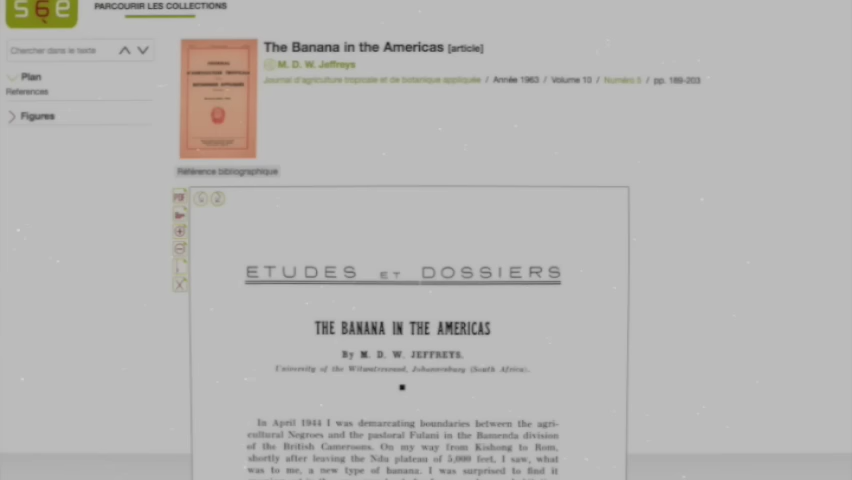 sée
PARCOURIR LES COLLECTIONS
Chercher dans le texte
Plan
References
Figures
The Banana in the Americas [article]
M. D. W. Jeffreys
Journal d'agriculture tropicale et de botanique appliquée / Année 1963 / Volume 10 / Numéro 5 / pp. 189-203
Référence bibliographique
PDF
ETUDES ET DOSSIERS
THE BANANA IN THE AMERICAS
By M. D. W. JEFFREYS.
University of the Witwatersrand, Johannesburg (South Africa).
In April 1944 I was demarcating boundaries between the agri-
cultural Negroes and the pastoral Fulani in the Bamenda division
of the British Cameroons. On my way from Kishong to Rom,
shortly after leaving the Ndu plateau of 5,000 feet, I saw, what
was to me, a new type of banana. I was surprised to find it